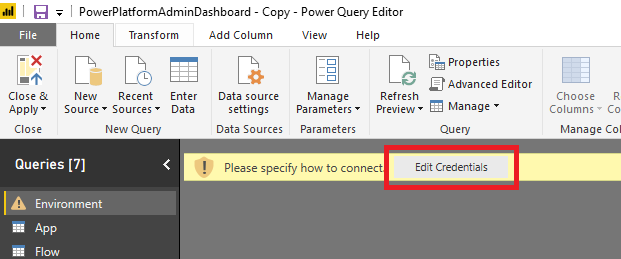 PowerPlatformAdminDashboard - Copy - Power Query Editor
File Home Transform Add Column View
Close & Apply
New Source
Recent Sources
Enter Data
Data source settings
Manage Parameters
Refresh Preview
Properties
Advanced Editor
Manage
Choose Columns
Close
New Query
Data Sources
Parameters
Query
Manage Col
Queries [7]
Please specify how to connect. Edit Credentials
Environment
App
Flow